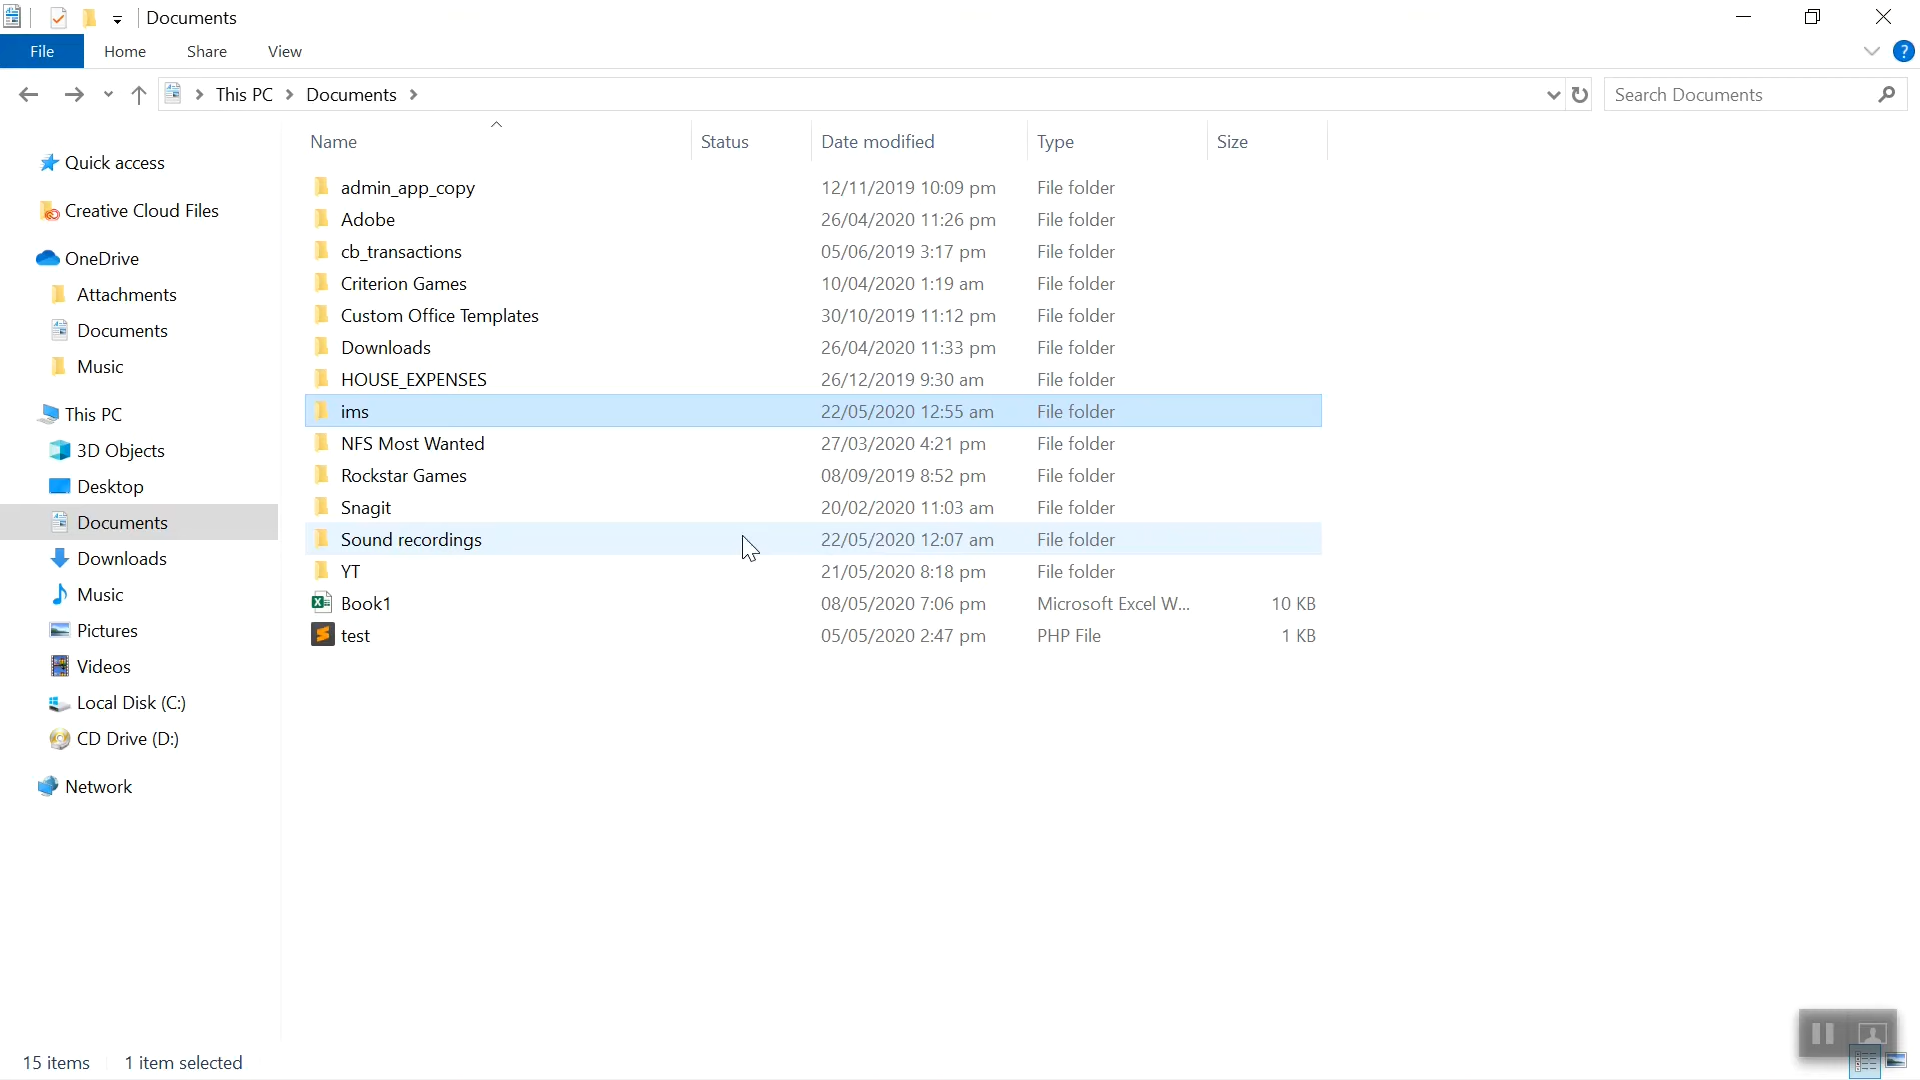 Documents
File Home Share View ?
This PC Documents Search Documents
Name Status Date modified Type Size
Quick access
Creative Cloud Files
OneDrive
Attachments
Documents
Music
This PC
3D Objects
Desktop
Documents
Downloads
Music
Pictures
Videos
Local Disk (C:)
CD Drive (D:)
Network
admin_app_copy 12/11/2019 10:09 pm File folder
Adobe 26/04/2020 11:26 pm File folder
cb_transactions 05/06/2019 3:17 pm File folder
Criterion Games 10/04/2020 1:19 am File folder
Custom Office Templates 30/10/2019 11:12 pm File folder
Downloads 26/04/2020 11:33 pm File folder
HOUSE_EXPENSES 26/12/2019 9:30 am File folder
ims 22/05/2020 12:55 am File folder
NFS Most Wanted 27/03/2020 4:21 pm File folder
Rockstar Games 08/09/2019 8:52 pm File folder
Snagit 20/02/2020 11:03 am File folder
Sound recordings 22/05/2020 12:07 am File folder
YT 21/05/2020 8:18 pm File folder
Book1 08/05/2020 7:06 pm Microsoft Excel W... 10 KB
test 05/05/2020 2:47 pm PHP File 1 KB
15 items 1 item selected